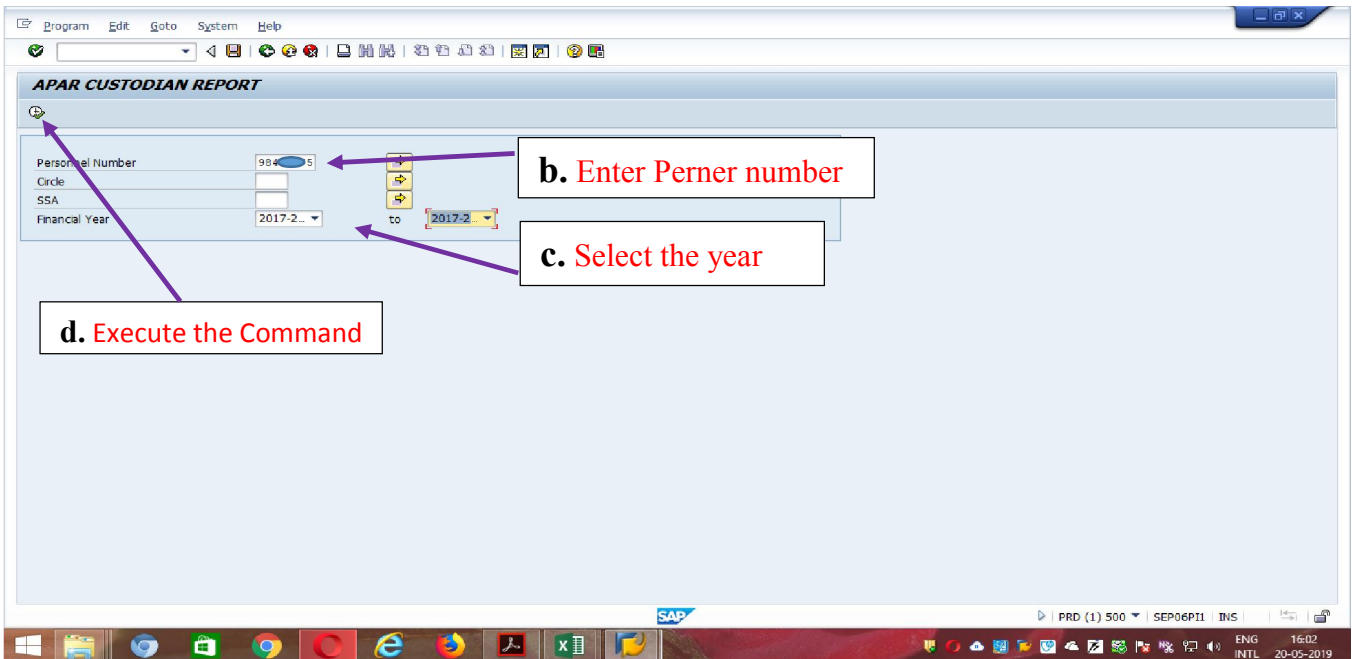 Program Edit Goto System Help
APAR CUSTODIAN REPORT
Personnel Number 984 5
b. Enter Perner number
Circle
SSA
Financial Year 2017-2... to 2017-2...
c. Select the year
d. Execute the Command
SAP
PRD (1) 500 SEP06PI1 INS
ENG 16:02
INTL 20-05-2019